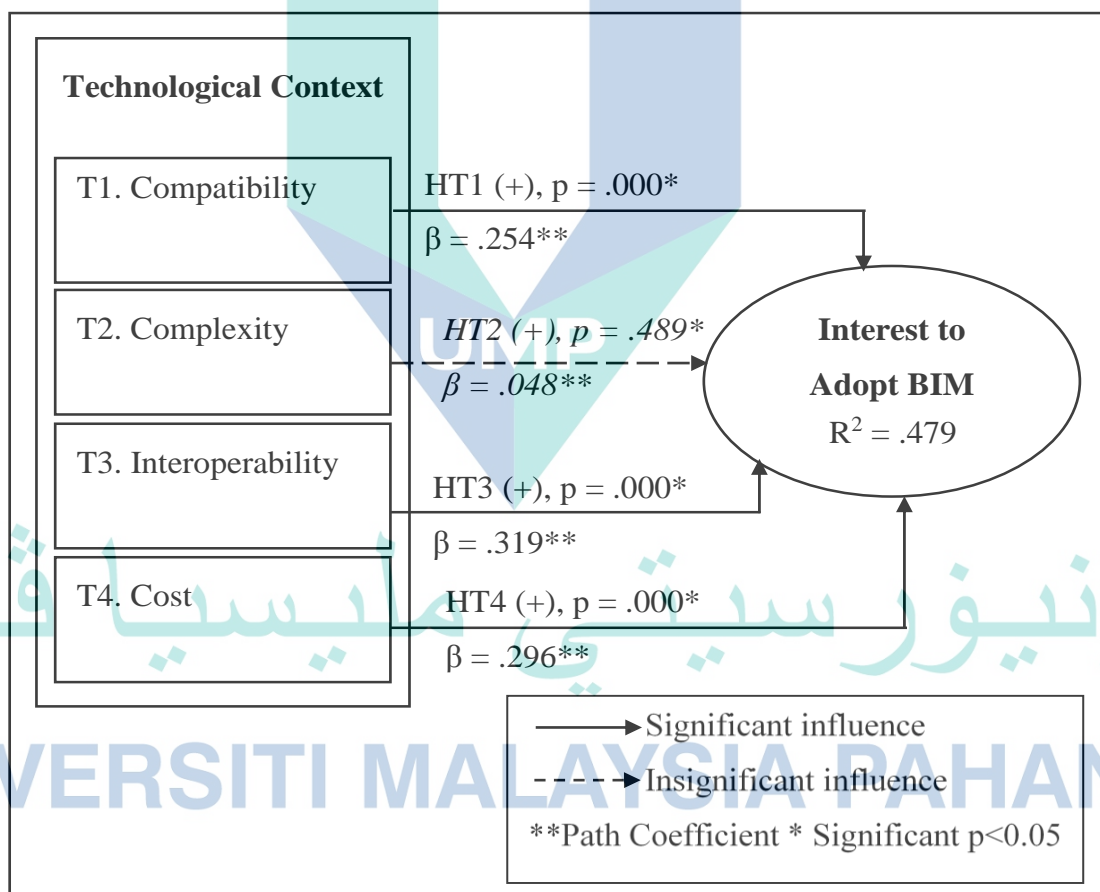 Technological Context
T1. Compatibility
HT1 (+), p = .000*
β = .254**
T2. Complexity
HT2 (+), p = .489*
β = .048**
UMP
Interest to
Adopt BIM
R² = .479
T3. Interoperability
HT3 (+), p = .000*
β = .319**
T4. Cost
HT4 (+), p = .000*
β = .296**
نيورسيتي مليسيا ڤ
Significant influence
VERSITI MALAYSIA PAHAN
Insignificant influence
**Path Coefficient * Significant p<0.05